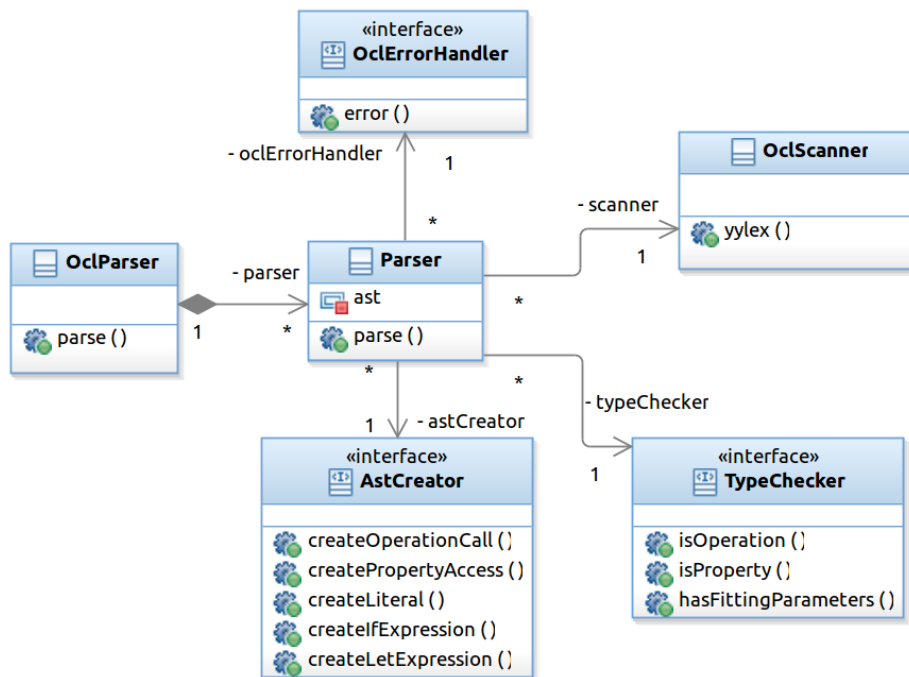 «interface»
OclErrorHandler
error ()
- oclErrorHandler
1
*
OclScanner
yylex ()
- scanner
1
*
OclParser
parse ()
1
- parser
*
Parser
ast
parse ()
*
1
- astCreator
*
- typeChecker
1
«interface»
AstCreator
createOperationCall ()
createPropertyAccess ()
createLiteral ()
createIfExpression ()
createLetExpression ()
«interface»
TypeChecker
isOperation ()
isProperty ()
hasFittingParameters ()